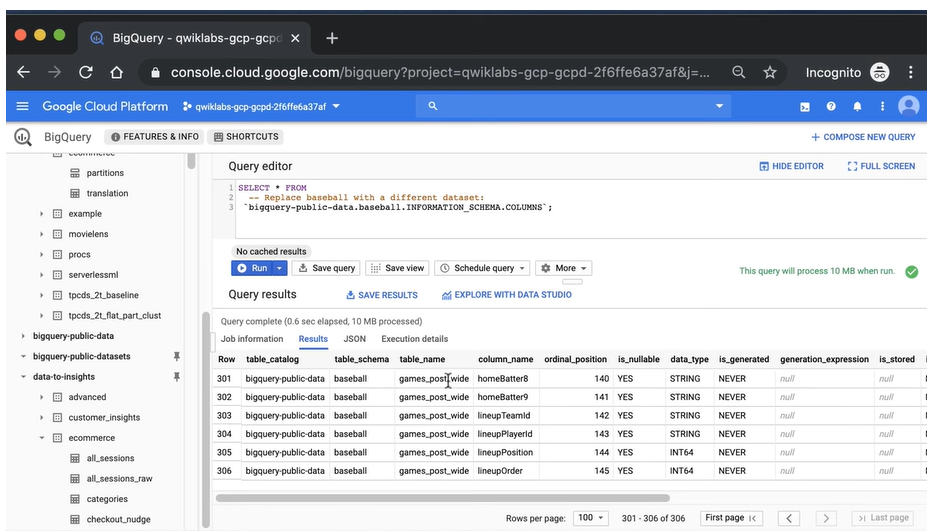 BigQuery - qwiklabs-gcp-gcpd
console.cloud.google.com/bigquery?project=qwiklabs-gcp-gcpd-2f6ffe6a37af&j=...
Incognito
Google Cloud Platform
qwiklabs-gcp-gcpd-2f6ffe6a37af
BigQuery
FEATURES & INFO
SHORTCUTS
+ COMPOSE NEW QUERY
ecommerce
partitions
translation
example
movielens
procs
serverlessml
tpcds_2t_baseline
tpcds_2t_flat_part_clust
bigquery-public-data
bigquery-public-datasets
data-to-insights
advanced
customer_insights
ecommerce
all_sessions
all_sessions_raw
categories
checkout_nudge
Query editor
HIDE EDITOR
FULL SCREEN
1 SELECT * FROM
2 -- Replace baseball with a different dataset:
3 `bigquery-public-data.baseball.INFORMATION_SCHEMA.COLUMNS`;
No cached results
Run
Save query
Save view
Schedule query
More
This query will process 10 MB when run.
Query results
SAVE RESULTS
EXPLORE WITH DATA STUDIO
Query complete (0.6 sec elapsed, 10 MB processed)
Job information Results JSON Execution details
Row table_catalog table_schema table_name column_name ordinal_position is_nullable data_type is_generated generation_expression is_stored
301 bigquery-public-data baseball games_post_wide homeBatter8 140 YES STRING NEVER null null
302 bigquery-public-data baseball games_post_wide homeBatter9 141 YES STRING NEVER null null
303 bigquery-public-data baseball games_post_wide lineupTeamId 142 YES STRING NEVER null null
304 bigquery-public-data baseball games_post_wide lineupPlayerId 143 YES STRING NEVER null null
305 bigquery-public-data baseball games_post_wide lineupPosition 144 YES INT64 NEVER null null
306 bigquery-public-data baseball games_post_wide lineupOrder 145 YES INT64 NEVER null null
Rows per page: 100 301 - 306 of 306 First page Last page